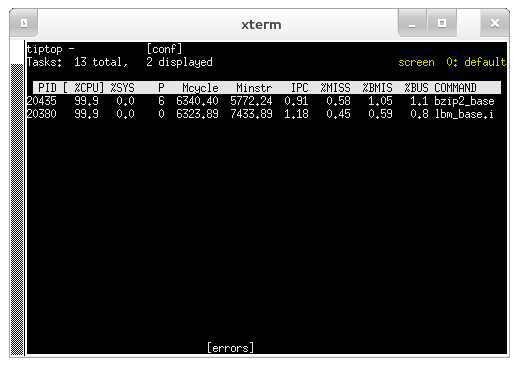 xterm
tiptop - [conf]
Tasks: 13 total, 2 displayed screen 0: default
PID [ %CPU] %SYS P Mcycle Minstr IPC %MISS %BMIS %BUS COMMAND
20435 99.9 0.0 6 6340.40 5772.24 0.91 0.58 1.05 1.1 bzip2_base
20380 99.9 0.0 0 6323.89 7433.89 1.18 0.45 0.59 0.8 lbm_base.i
[errors]